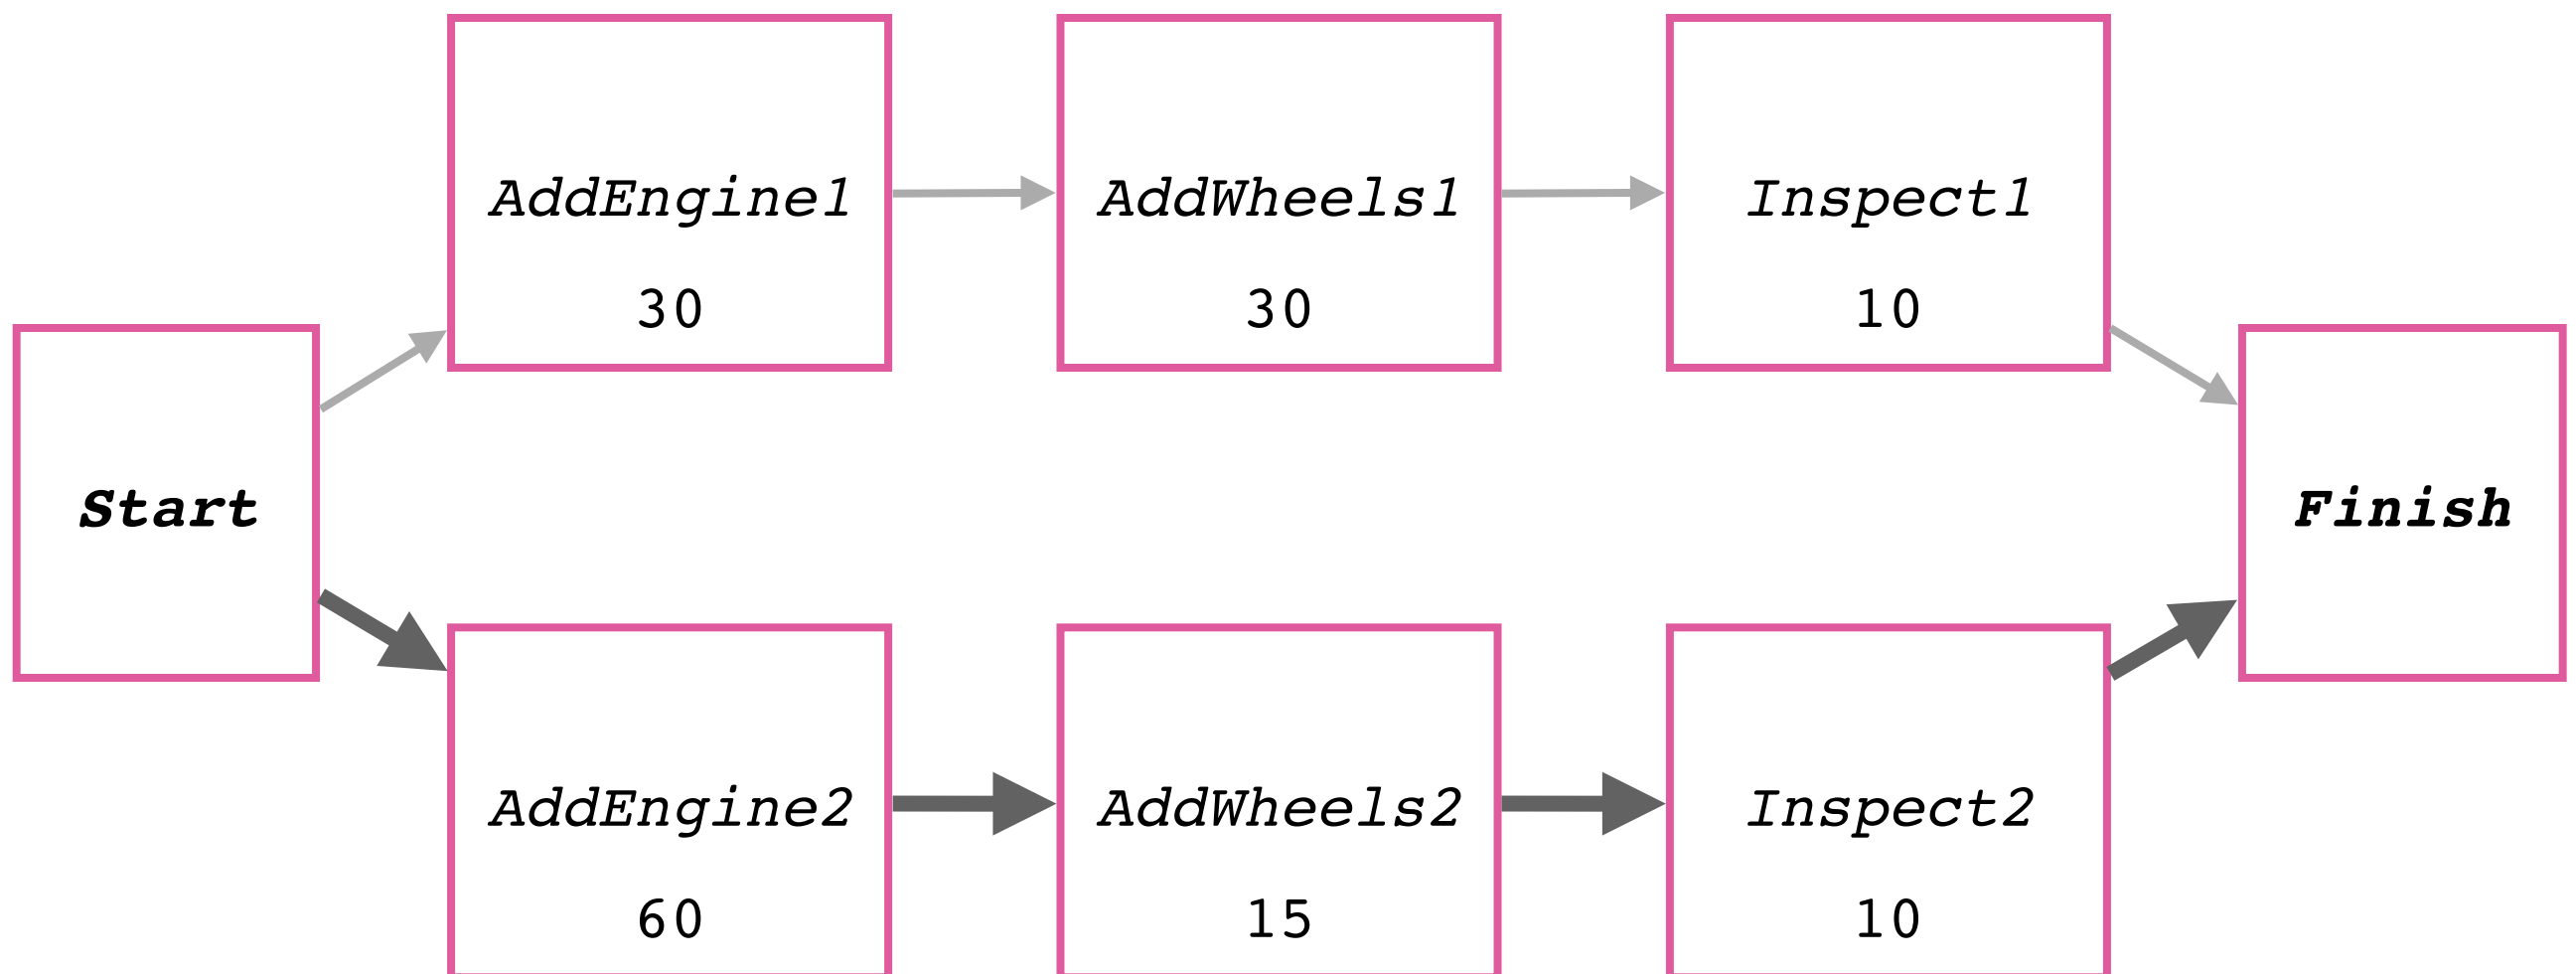 AddEngine1
30
AddWheels1
30
Inspect1
10
Start
Finish
AddEngine2
60
AddWheels2
15
Inspect2
10